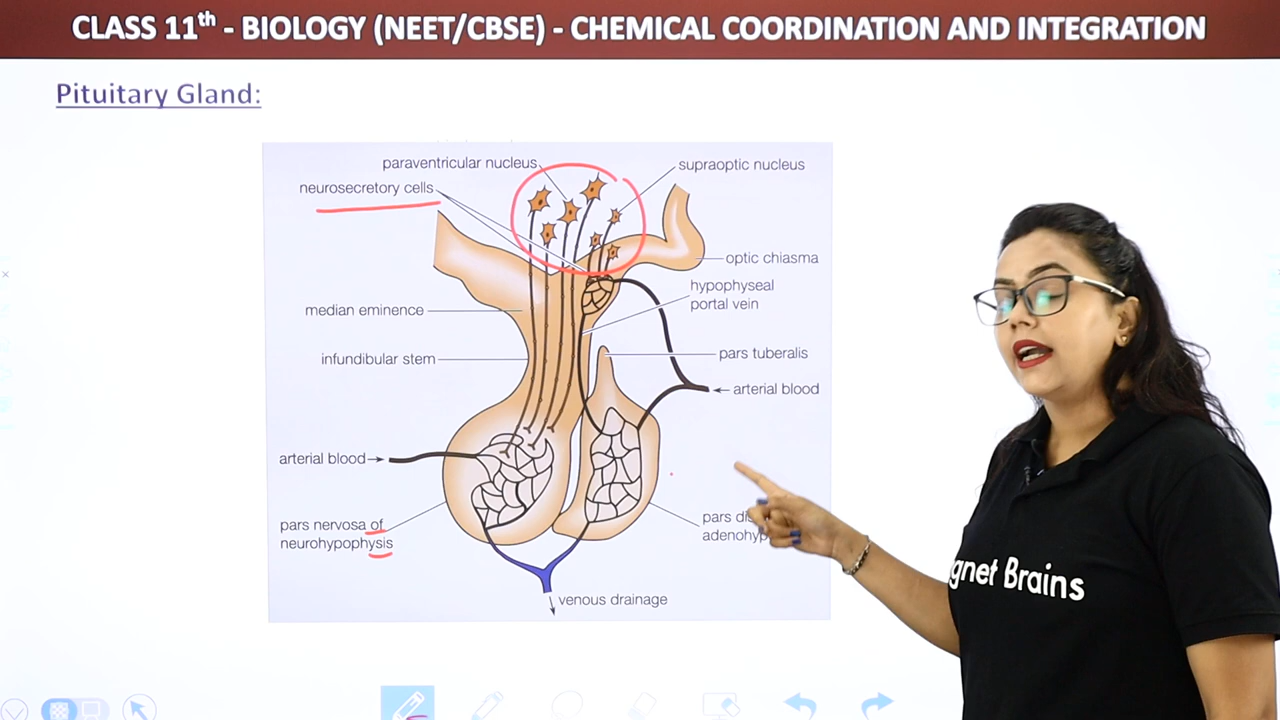 CLASS 11th - BIOLOGY (NEET/CBSE) - CHEMICAL COORDINATION AND INTEGRATION
Pituitary Gland:
paraventricular nucleus
supraoptic nucleus
neurosecretory cells
optic chiasma
hypophyseal
portal vein
median eminence
infundibular stem
pars tuberalis
arterial blood
arterial blood
pars nervosa of
neurohypophysis
pars
venous drainage
Brains